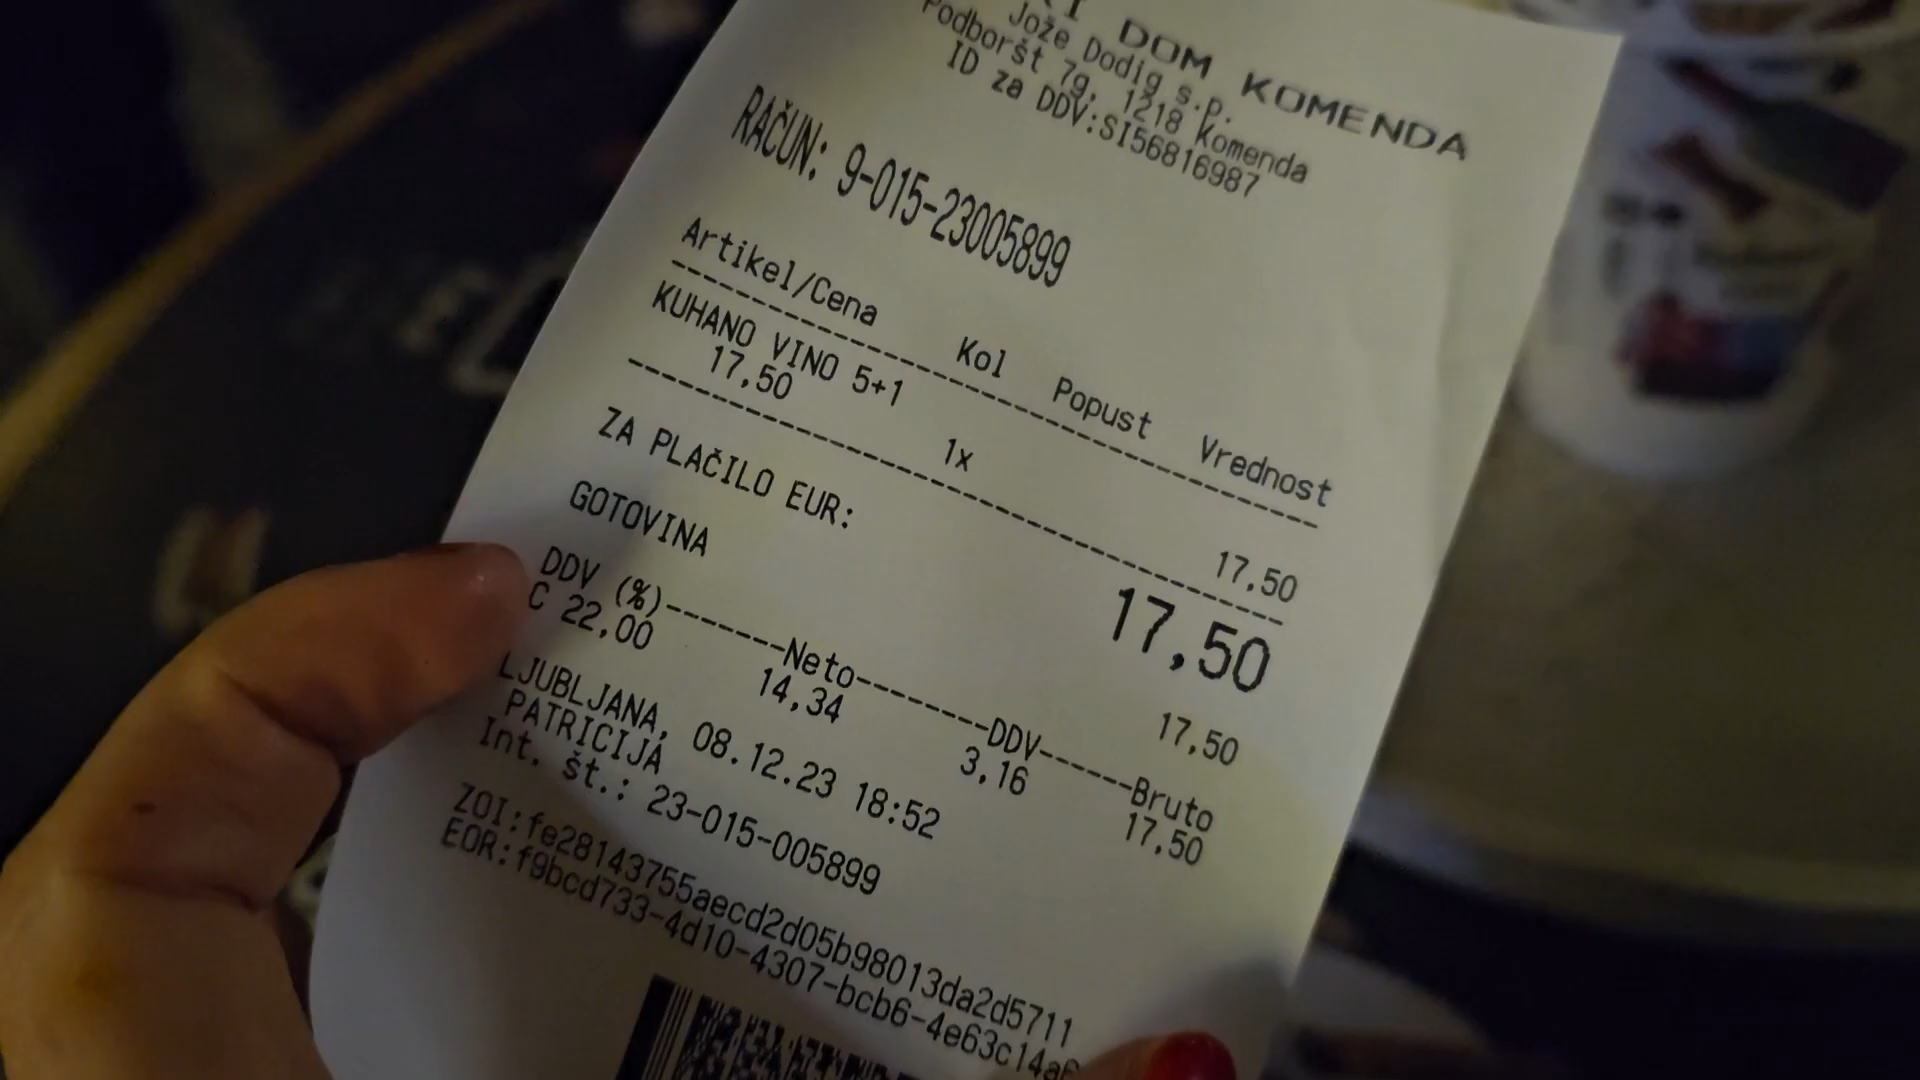 DOM KOMENDA
Jože Dodig s.p.
Podboršt 7g, 1218 Komenda
ID za DDV:SI56816987
RAČUN: 9-015-23005899
Artikel/Cena Kol Popust Vrednost
KUHANO VINO 5+1
17,50 1x 17,50
ZA PLAČILO EUR: 17,50
GOTOVINA 17,50
DDV (%)-------Neto--------DDV------Bruto
C 22,00 14,34 3,16 17,50
LJUBLJANA, 08.12.23 18:52
PATRICIJA
Int. št.: 23-015-005899
ZOI:fe28143755aecd2d05b98013da2d5711
EOR:f9bcd733-4d10-4307-bcb6-4e63c14a6